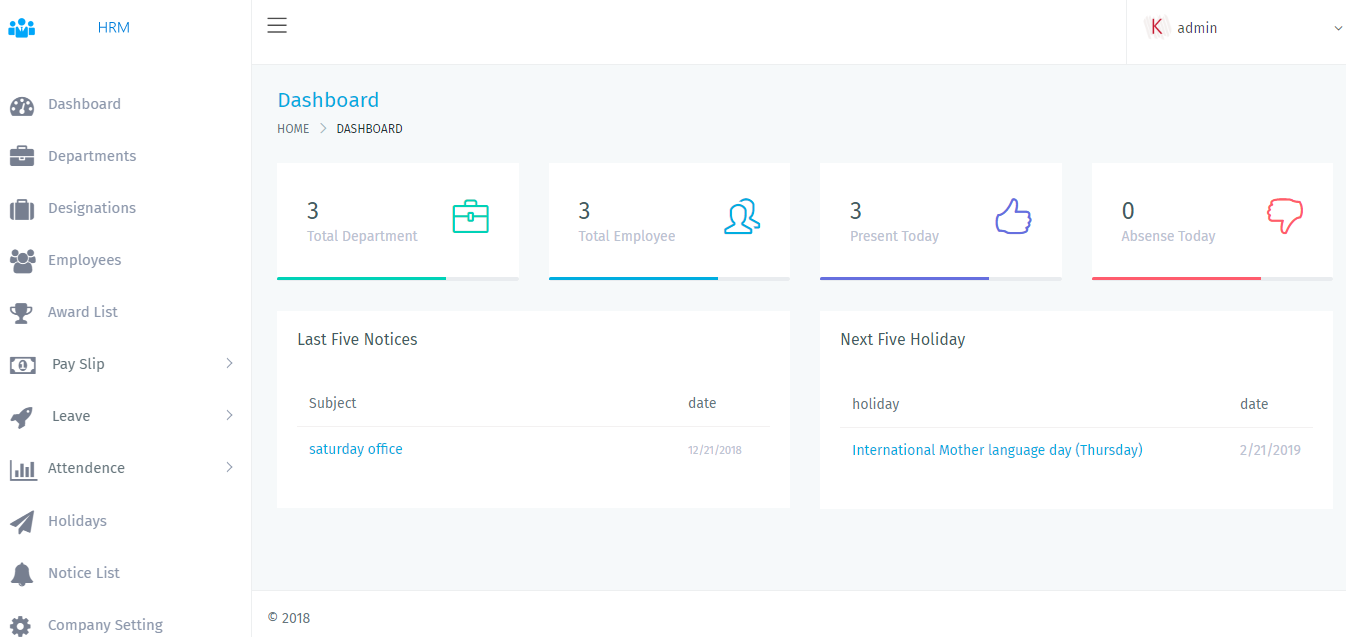 HRM
K
admin
Dashboard
Departments
Designations
Employees
Award List
Pay Slip
Leave
Attendence
Holidays
Notice List
Company Setting
Dashboard
HOME > DASHBOARD
3
Total Department
3
Total Employee
3
Present Today
0
Absense Today
Last Five Notices
Subject date
saturday office 12/21/2018
Next Five Holiday
holiday date
International Mother language day (Thursday) 2/21/2019
© 2018